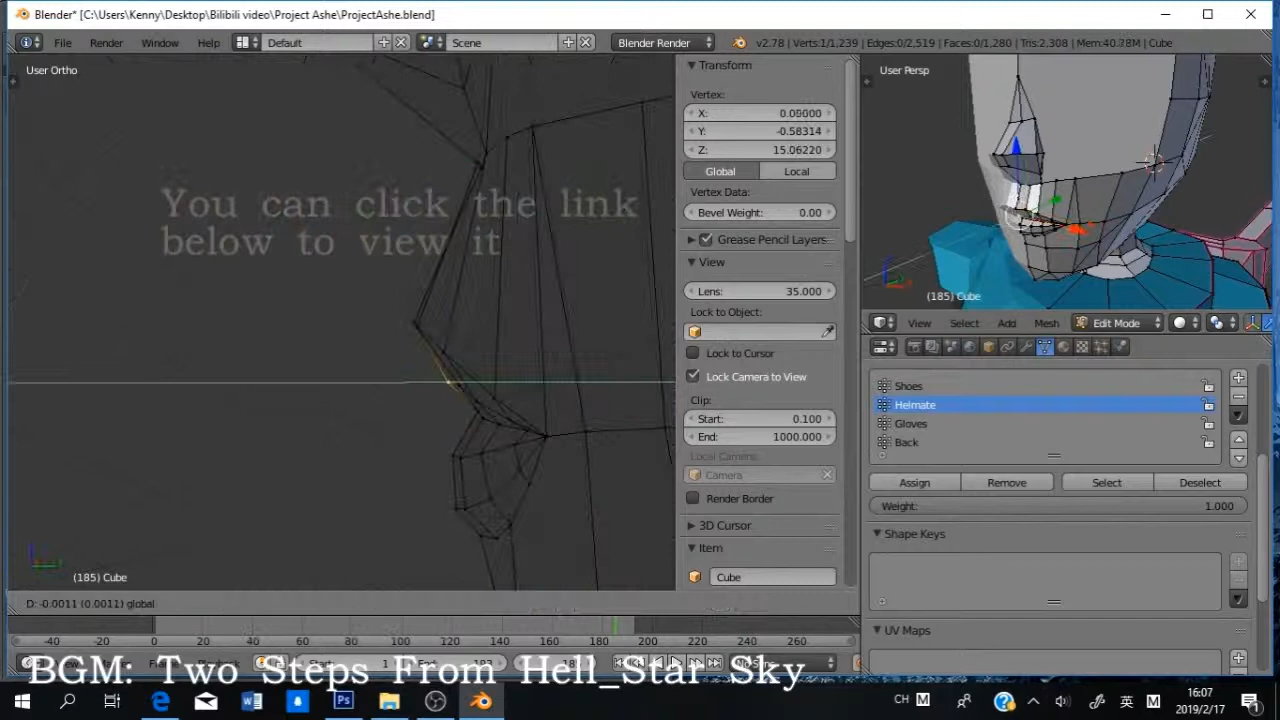 Blender* [C:\Users\Kenny\Desktop\Bilibili video\Project Ashe\ProjectAshe.blend]
File Render Window Help Default Scene Blender Render v2.78 | Verts:1/1,239 | Edges:0/2,519 | Faces:0/1,280 | Tris:2,308 | Mem:40.78M | Cube
User Ortho
You can click the link
below to view it
(185) Cube
D: -0.0011 (0.0011) global
Transform
Vertex:
X: 0.00000
Y: -0.58314
Z: 15.06220
Global Local
Vertex Data:
Bevel Weight: 0.00
Grease Pencil Layers
View
Lens: 35.000
Lock to Object:
Lock to Cursor
Lock Camera to View
Clip:
Start: 0.100
End: 1000.000
Local Camera:
Camera
Render Border
3D Cursor
Item
Cube
User Persp
(185) Cube
View Select Add Mesh Edit Mode
Shoes
Helmate
Gloves
Back
Assign Remove Select Deselect
Weight: 1.000
Shape Keys
UV Maps
-40 -20 0 20 40 60 80 100 120 140 160 180 200 220 240 260
BGM: Two Steps From Hell_Star Sky
CH M 英 M
16:07
2019/2/17